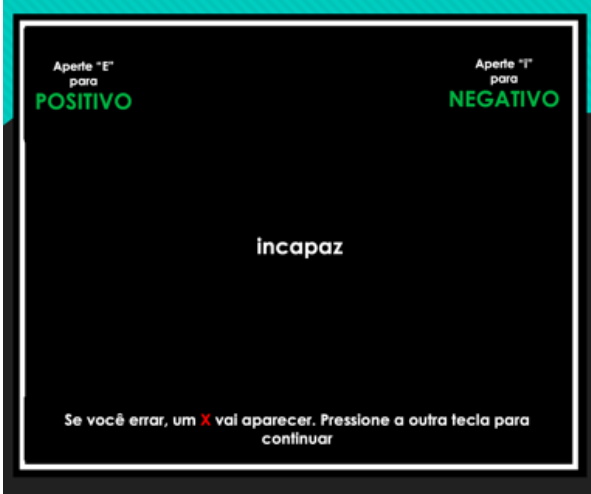 Aperte "E"
para
POSITIVO
Aperte "I"
para
NEGATIVO
incapaz
Se você errar, um X vai aparecer. Pressione a outra tecla para
continuar